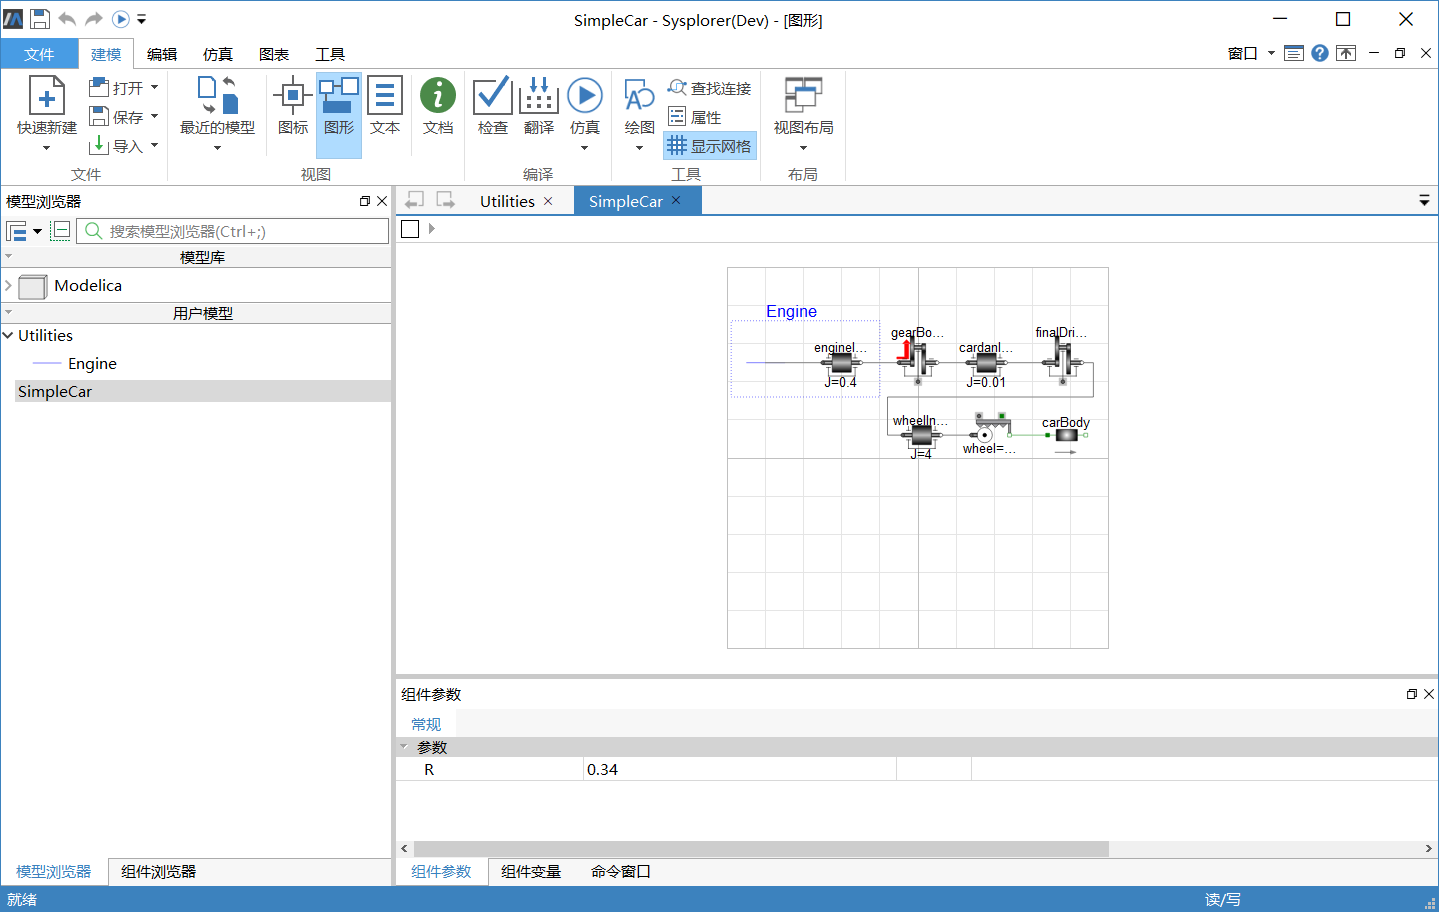 SimpleCar - Sysplorer(Dev) - [图形]
文件 建模 编辑 仿真 图表 工具 窗口
快速新建 打开 保存 导入 文件
最近的模型 图标 图形 文本 视图
文档
检查 翻译 仿真 编译
绘图 查找连接 属性 显示网格 工具
视图布局 布局
模型浏览器
搜索模型浏览器(Ctrl+;)
模型库
Modelica
用户模型
Utilities
Engine
SimpleCar
Utilities SimpleCar
Engine
gearBo... finalDri...
engineI... cardanI...
J=0.4 J=0.01
wheelIn... carBody
J=4 wheel=...
组件参数
常规
参数
R 0.34
模型浏览器 组件浏览器 组件参数 组件变量 命令窗口
就绪 读/写